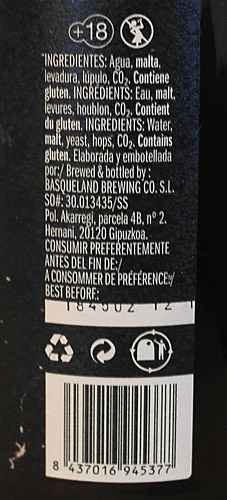 +18
INGREDIENTES: Agua, malta,
levadura, lúpulo, CO₂. Contiene
gluten. INGRÉDIENTS: Eau, malt,
levures, houblon, CO₂. Contient
du gluten. INGREDIENTS: Water,
malt, yeast, hops, CO₂. Contains
gluten. Elaborada y embotellada
por:/ Brewed & bottled by :
BASQUELAND BREWING CO. S.L.
SO#: 30.013435/SS
Pol. Akarregi, parcela 4B, nº 2.
Hernani, 20120 Gipuzkoa.
CONSUMIR PREFERENTEMENTE
ANTES DEL FIN DE:/
A CONSOMMER DE PRÉFÉRENCE:/
BEST BEFORE:
8 437016 945377